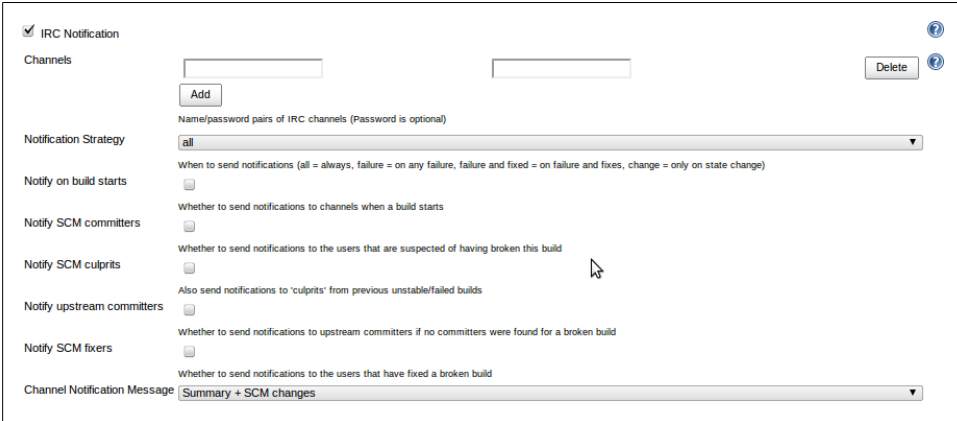 IRC Notification
Channels
Delete
Add
Name/password pairs of IRC channels (Password is optional)
Notification Strategy
all
When to send notifications (all = always, failure = on any failure, failure and fixed = on failure and fixes, change = only on state change)
Notify on build starts
Whether to send notifications to channels when a build starts
Notify SCM committers
Whether to send notifications to the users that are suspected of having broken this build
Notify SCM culprits
Also send notifications to 'culprits' from previous unstable/failed builds
Notify upstream committers
Whether to send notifications to upstream committers if no committers were found for a broken build
Notify SCM fixers
Whether to send notifications to the users that have fixed a broken build
Channel Notification Message
Summary + SCM changes